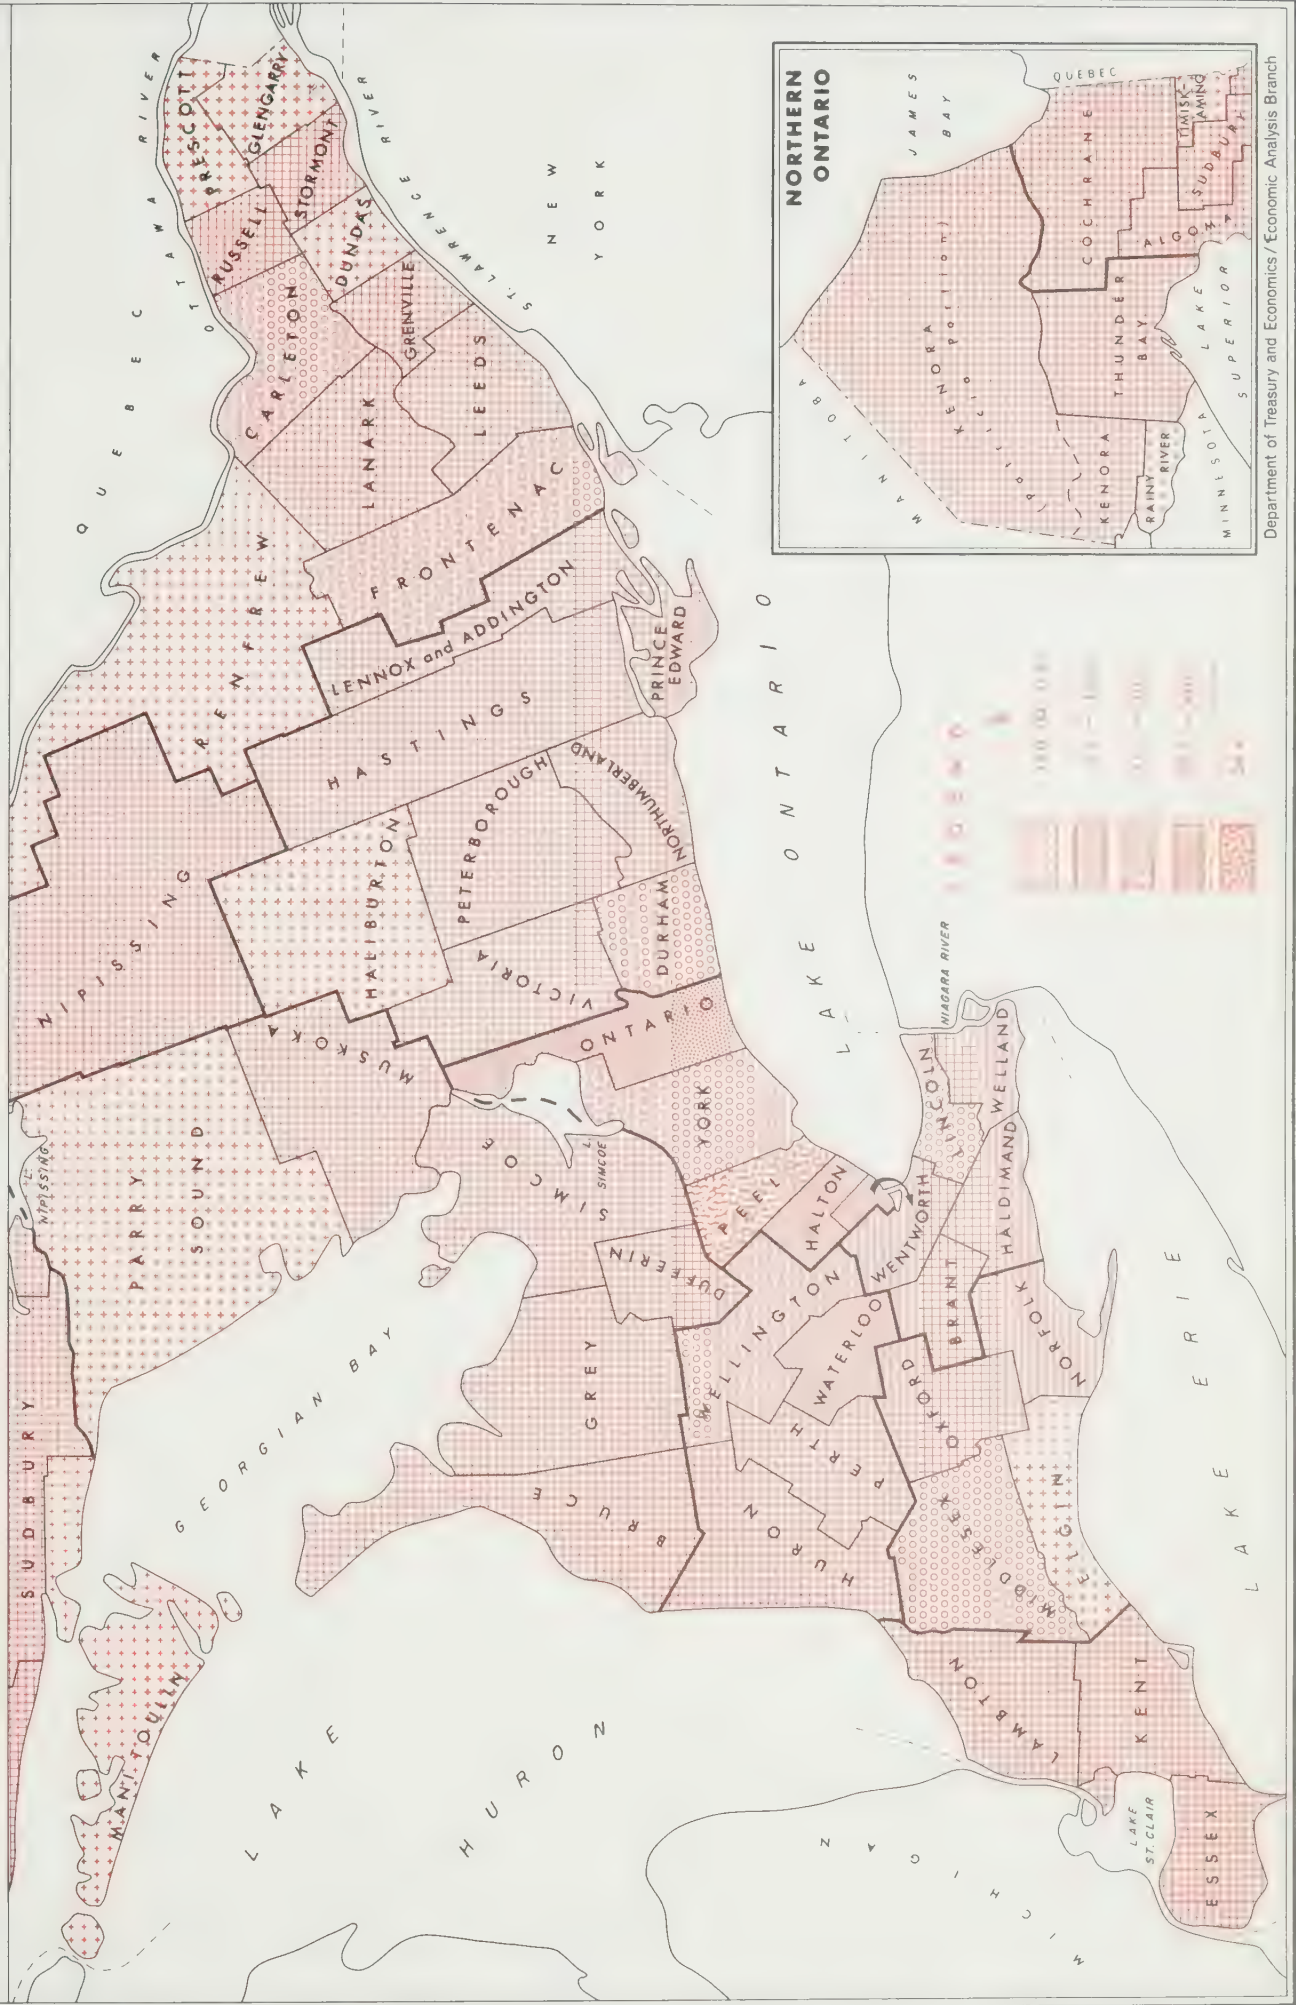 OTTAWA RIVER
PRESCOTT
GLENGARRY
STORMONT
RUSSELL
DUNDAS
CARLETON
GRENVILLE
LEEDS
LANARK
ST. LAWRENCE RIVER
NEW
YORK
QUEBEC
RENFREW
FRONTENAC
LENNOX and ADDINGTON
HASTINGS
PRINCE
EDWARD
NIPISSING
HALIBURTON
PETERBOROUGH
NORTHUMBERLAND
VICTORIA
DURHAM
MUSKOKA
ONTARIO
LAKE ONTARIO
PARRY
SOUND
L.
NIPISSING
SIMCOE
L.
SIMCOE
YORK
PEEL
HALTON
DUFFERIN
WELLINGTON
WENTWORTH
LINCOLN
WELLAND
NIAGARA RIVER
HALDIMAND
BRANT
NORFOLK
WATERLOO
GREY
BRUCE
HURON
PERTH
OXFORD
MIDDLESEX
ELGIN
LAMBTON
KENT
ESSEX
LAKE
ST. CLAIR
LAKE ERIE
GEORGIAN BAY
SUDBURY
MANITOULIN
LAKE
HURON
MICHIGAN
NORTHERN
ONTARIO
JAMES
BAY
QUEBEC
COCHRANE
TIMISK-
AMING
SUDBURY
ALGOMA
KENORA
(Patricia Portion)
THUNDER
BAY
KENORA
RAINY
RIVER
MANITOBA
MINNESOTA
LAKE
SUPERIOR
Department of Treasury and Economics / Economic Analysis Branch